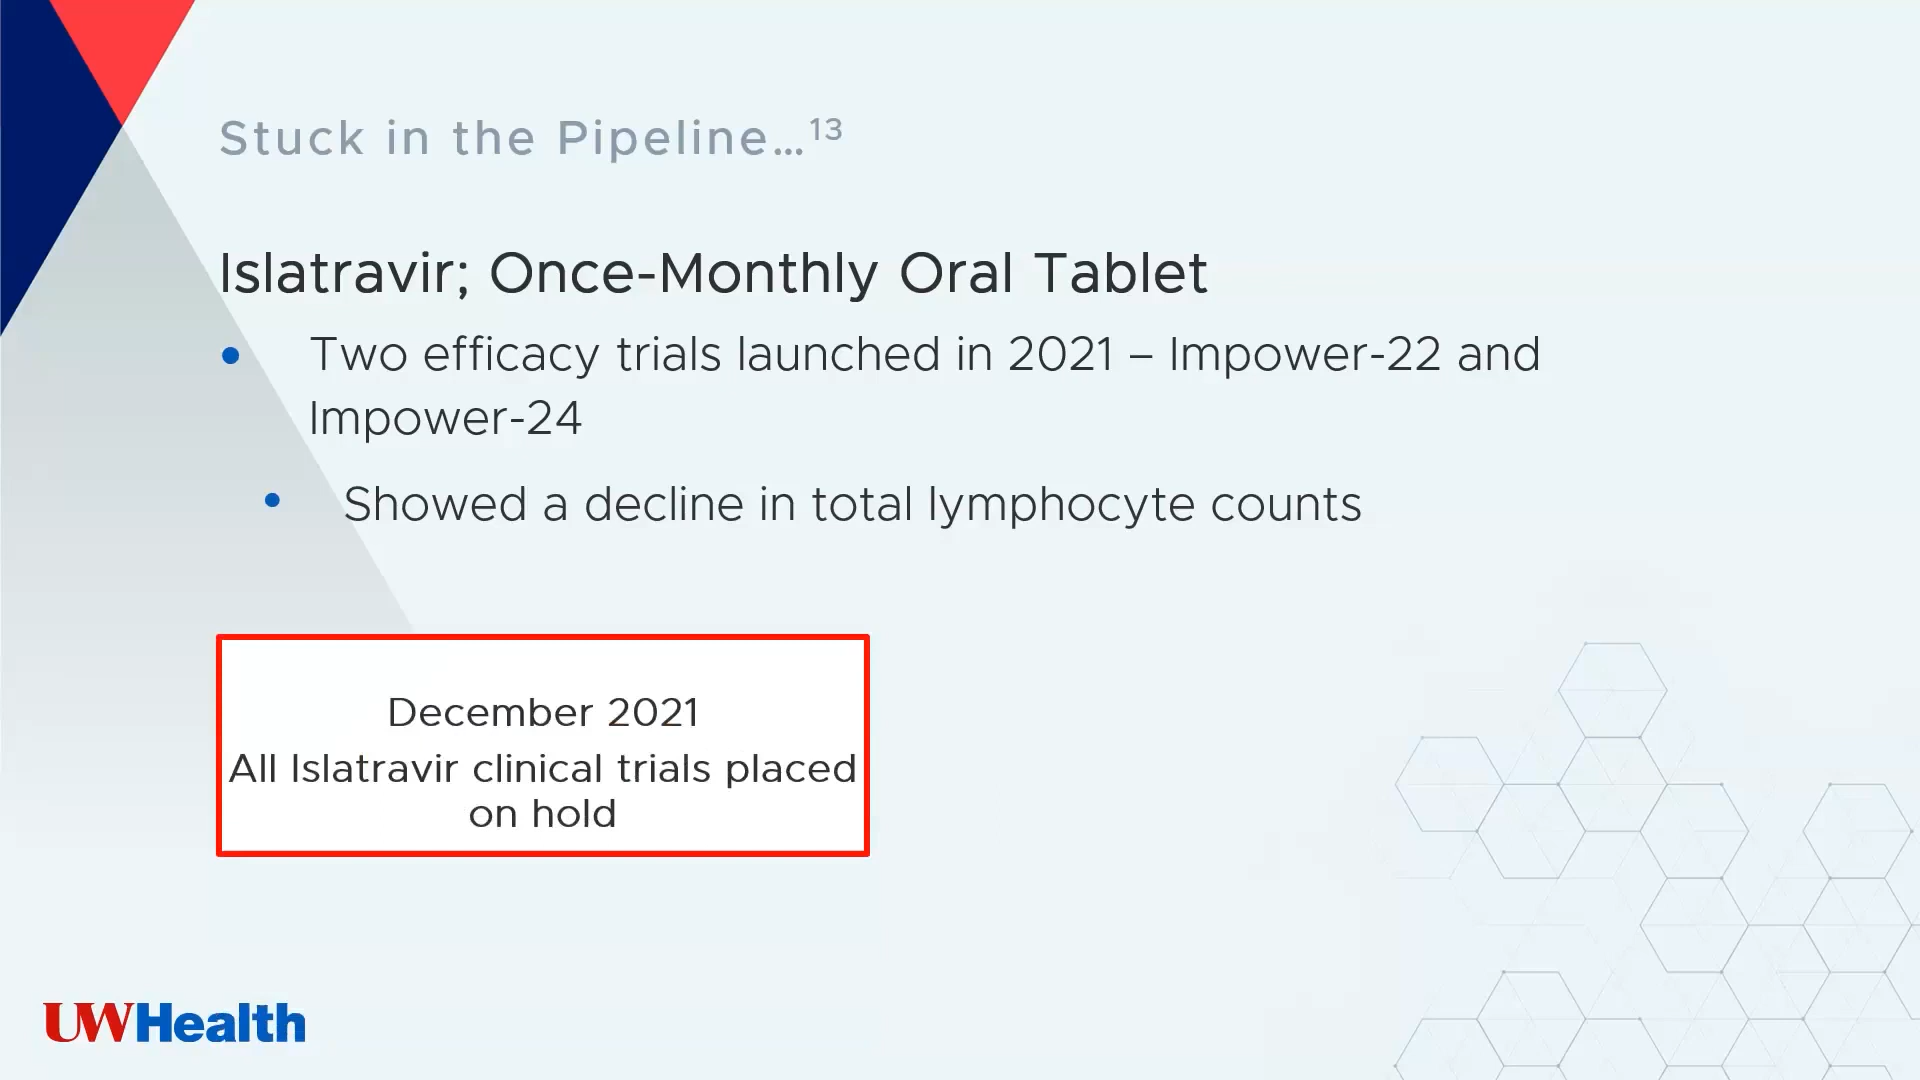 Stuck in the Pipeline…¹³
Islatravir; Once-Monthly Oral Tablet
• Two efficacy trials launched in 2021 – Impower-22 and
Impower-24
• Showed a decline in total lymphocyte counts
December 2021
All Islatravir clinical trials placed
on hold
UWHealth